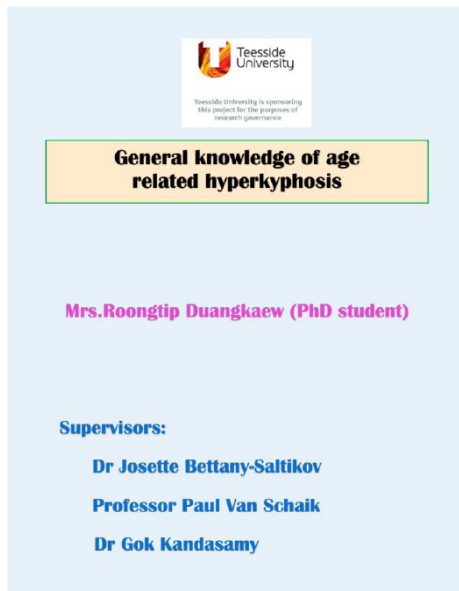 Teesside
University
Teesside University is sponsoring
this project for the purposes of
research governance
General knowledge of age
related hyperkyphosis
Mrs.Roongtip Duangkaew (PhD student)
Supervisors:
Dr Josette Bettany-Saltikov
Professor Paul Van Schaik
Dr Gok Kandasamy